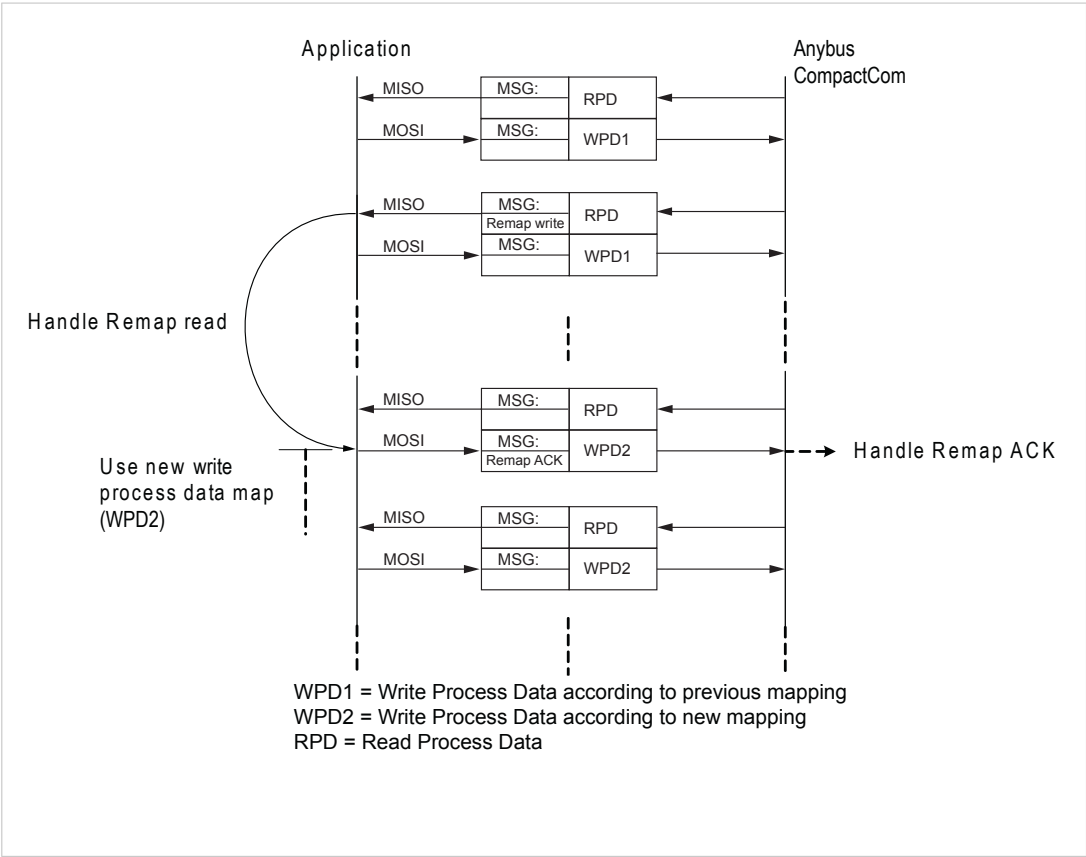 Application
Anybus
CompactCom
MISO
MSG:
RPD
MOSI
MSG:
WPD1
MISO
MSG:
Remap write
RPD
MOSI
MSG:
WPD1
Handle Remap read
MISO
MSG:
RPD
MOSI
MSG:
Remap ACK
WPD2
Handle Remap ACK
Use new write
process data map
(WPD2)
MISO
MSG:
RPD
MOSI
MSG:
WPD2
WPD1 = Write Process Data according to previous mapping
WPD2 = Write Process Data according to new mapping
RPD = Read Process Data